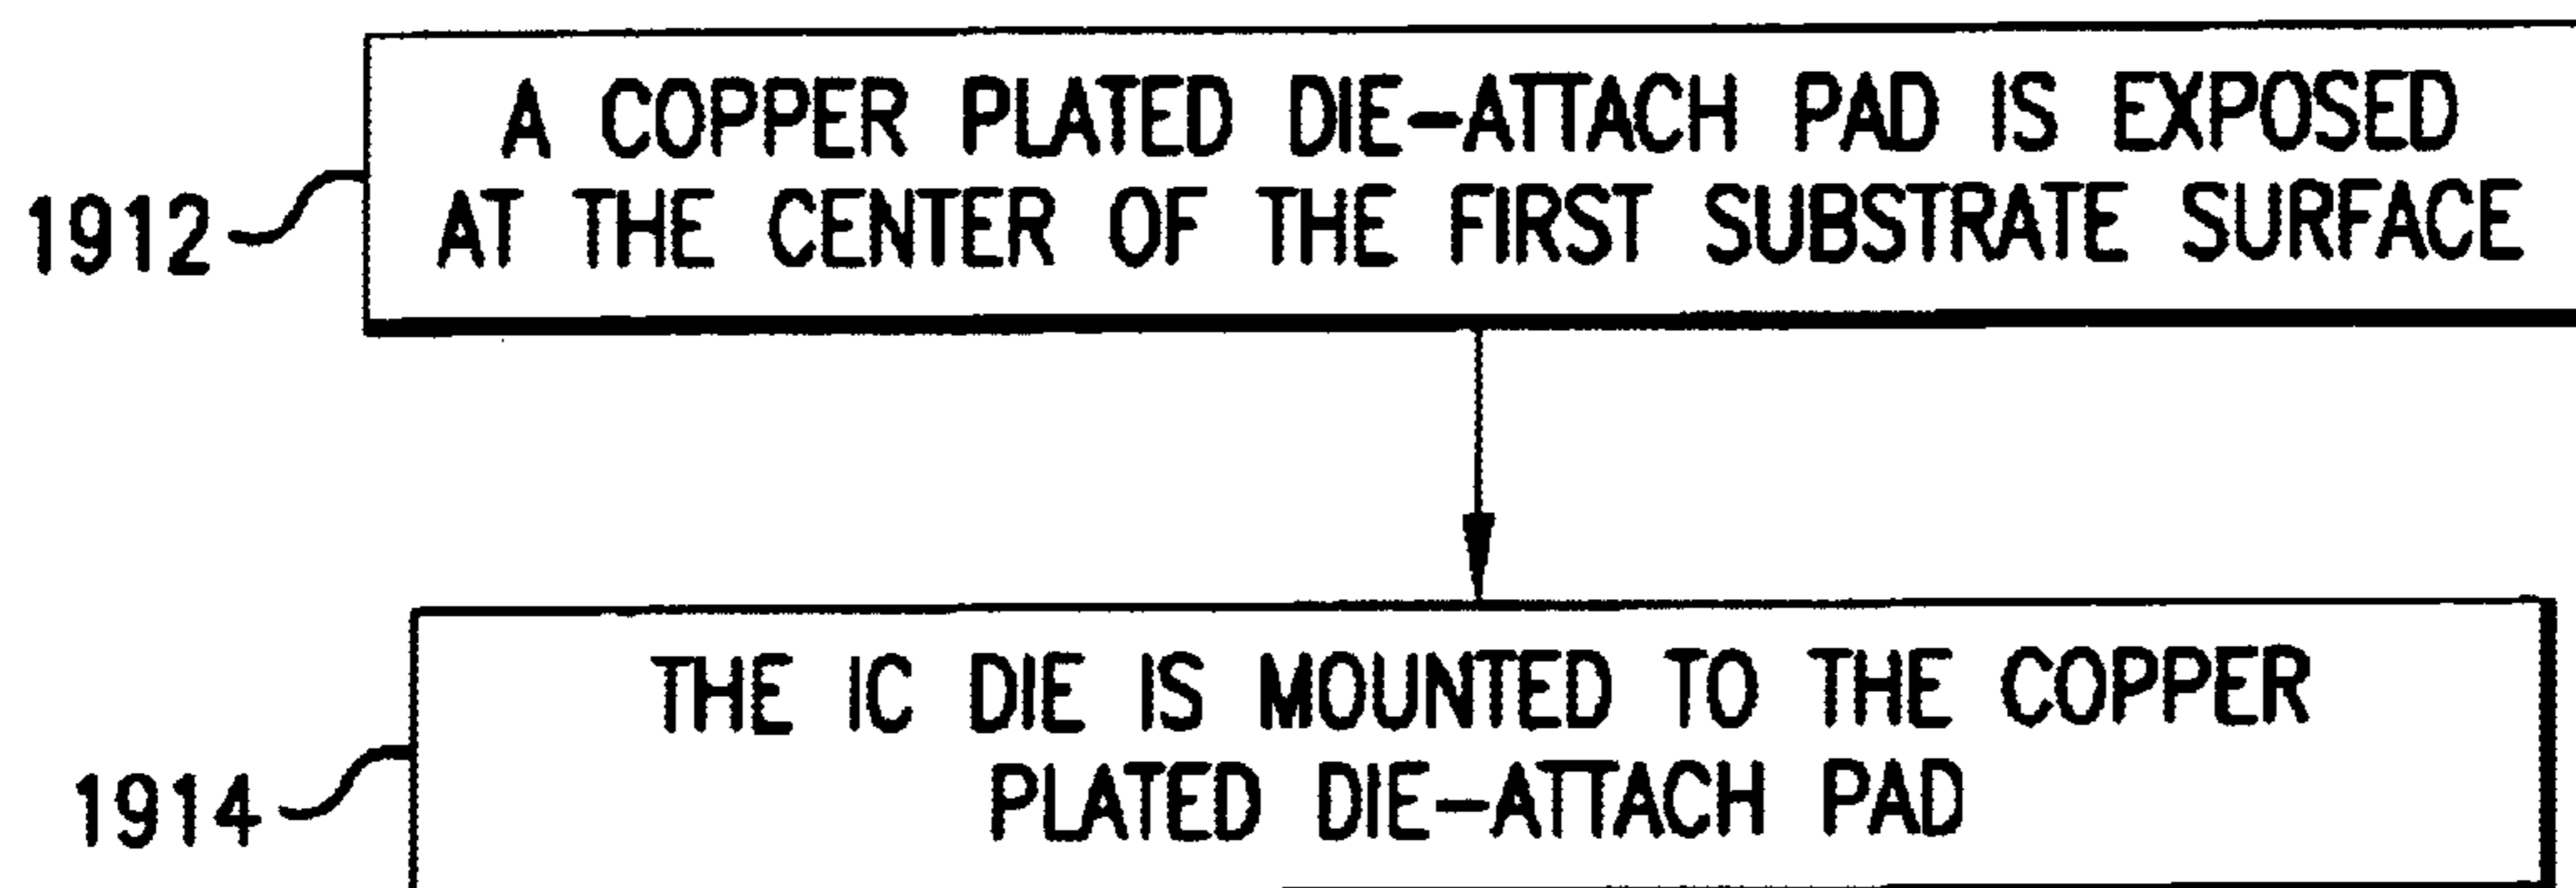 A COPPER PLATED DIE-ATTACH PAD IS EXPOSED
AT THE CENTER OF THE FIRST SUBSTRATE SURFACE
1912
THE IC DIE IS MOUNTED TO THE COPPER
PLATED DIE-ATTACH PAD
1914